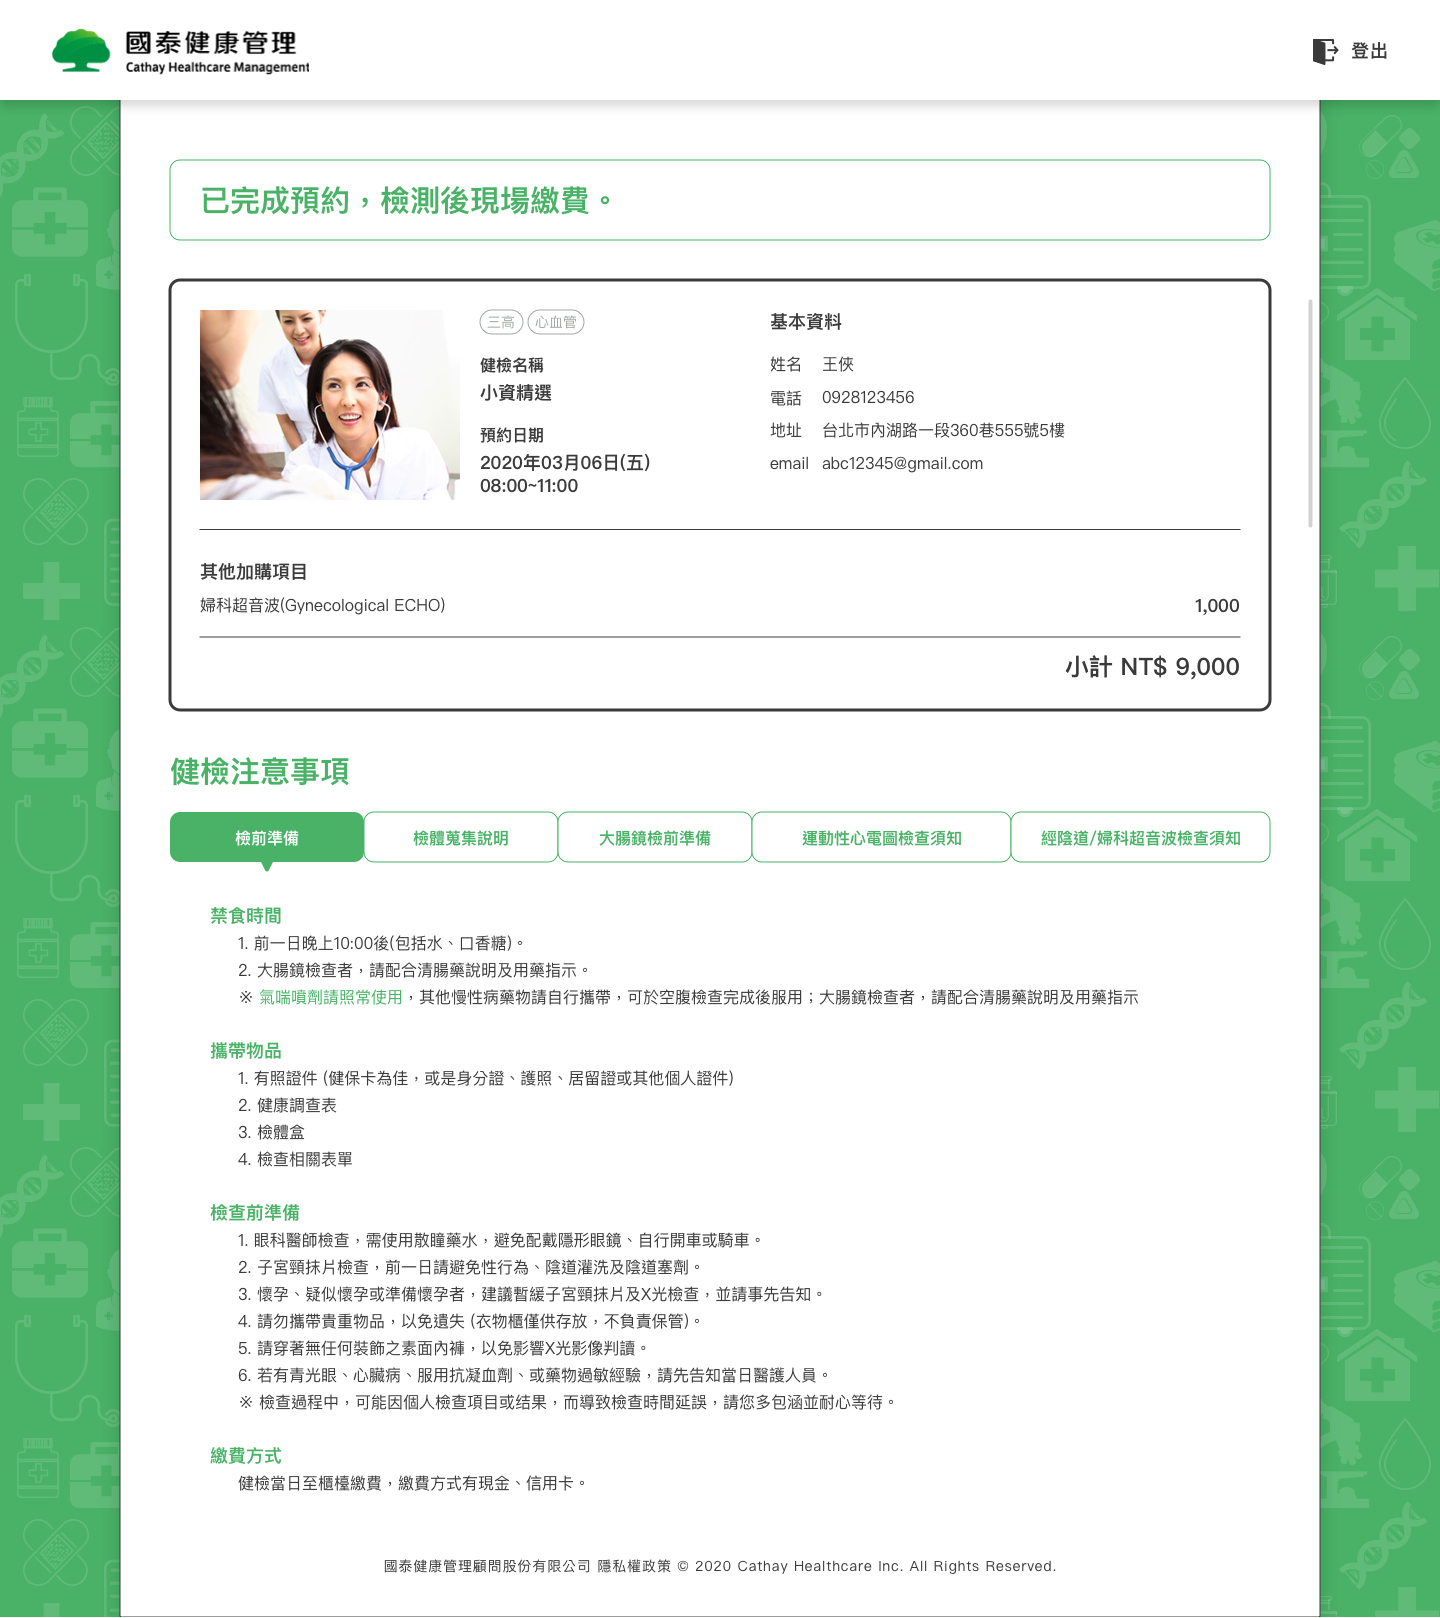 國泰健康管理
Cathay Healthcare Management
登出
已完成預約，檢測後現場繳費。
三高 心血管
健檢名稱
小資精選
預約日期
2020年03月06日(五)
08:00~11:00
基本資料
姓名 王俠
電話 0928123456
地址 台北市內湖路一段360巷555號5樓
email abc12345@gmail.com
其他加購項目
婦科超音波(Gynecological ECHO) 1,000
小計 NT$ 9,000
健檢注意事項
檢前準備 檢體蒐集說明 大腸鏡檢前準備 運動性心電圖檢查須知 經陰道/婦科超音波檢查須知
禁食時間
1. 前一日晚上10:00後(包括水、口香糖)。
2. 大腸鏡檢查者，請配合清腸藥說明及用藥指示。
※ 氣喘噴劑請照常使用，其他慢性病藥物請自行攜帶，可於空腹檢查完成後服用；大腸鏡檢查者，請配合清腸藥說明及用藥指示
攜帶物品
1. 有照證件 (健保卡為佳，或是身分證、護照、居留證或其他個人證件)
2. 健康調查表
3. 檢體盒
4. 檢查相關表單
檢查前準備
1. 眼科醫師檢查，需使用散瞳藥水，避免配戴隱形眼鏡、自行開車或騎車。
2. 子宮頸抹片檢查，前一日請避免性行為、陰道灌洗及陰道塞劑。
3. 懷孕、疑似懷孕或準備懷孕者，建議暫緩子宮頸抹片及X光檢查，並請事先告知。
4. 請勿攜帶貴重物品，以免遺失 (衣物櫃僅供存放，不負責保管)。
5. 請穿著無任何裝飾之素面內褲，以免影響X光影像判讀。
6. 若有青光眼、心臟病、服用抗凝血劑、或藥物過敏經驗，請先告知當日醫護人員。
※ 檢查過程中，可能因個人檢查項目或结果，而導致檢查時間延誤，請您多包涵並耐心等待。
繳費方式
健檢當日至櫃檯繳費，繳費方式有現金、信用卡。
國泰健康管理顧問股份有限公司 隱私權政策 © 2020 Cathay Healthcare Inc. All Rights Reserved.